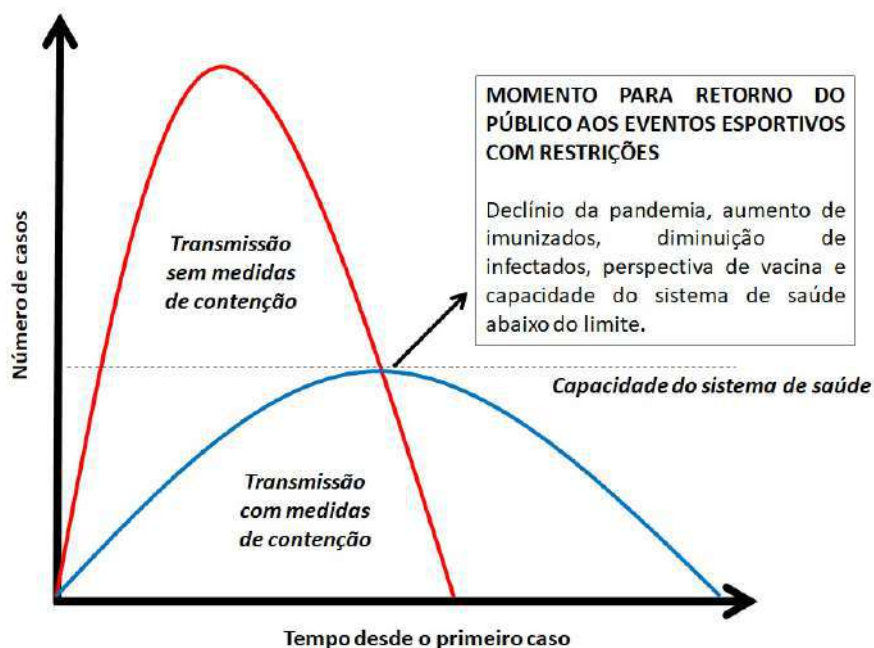 MOMENTO PARA RETORNO DO
PÚBLICO AOS EVENTOS ESPORTIVOS
COM RESTRIÇÕES
Declínio da pandemia, aumento de
imunizados, diminuição de
infectados, perspectiva de vacina e
capacidade do sistema de saúde
abaixo do limite.
Número de casos
Transmissão
sem medidas
de contenção
Capacidade do sistema de saúde
Transmissão
com medidas
de contenção
Tempo desde o primeiro caso